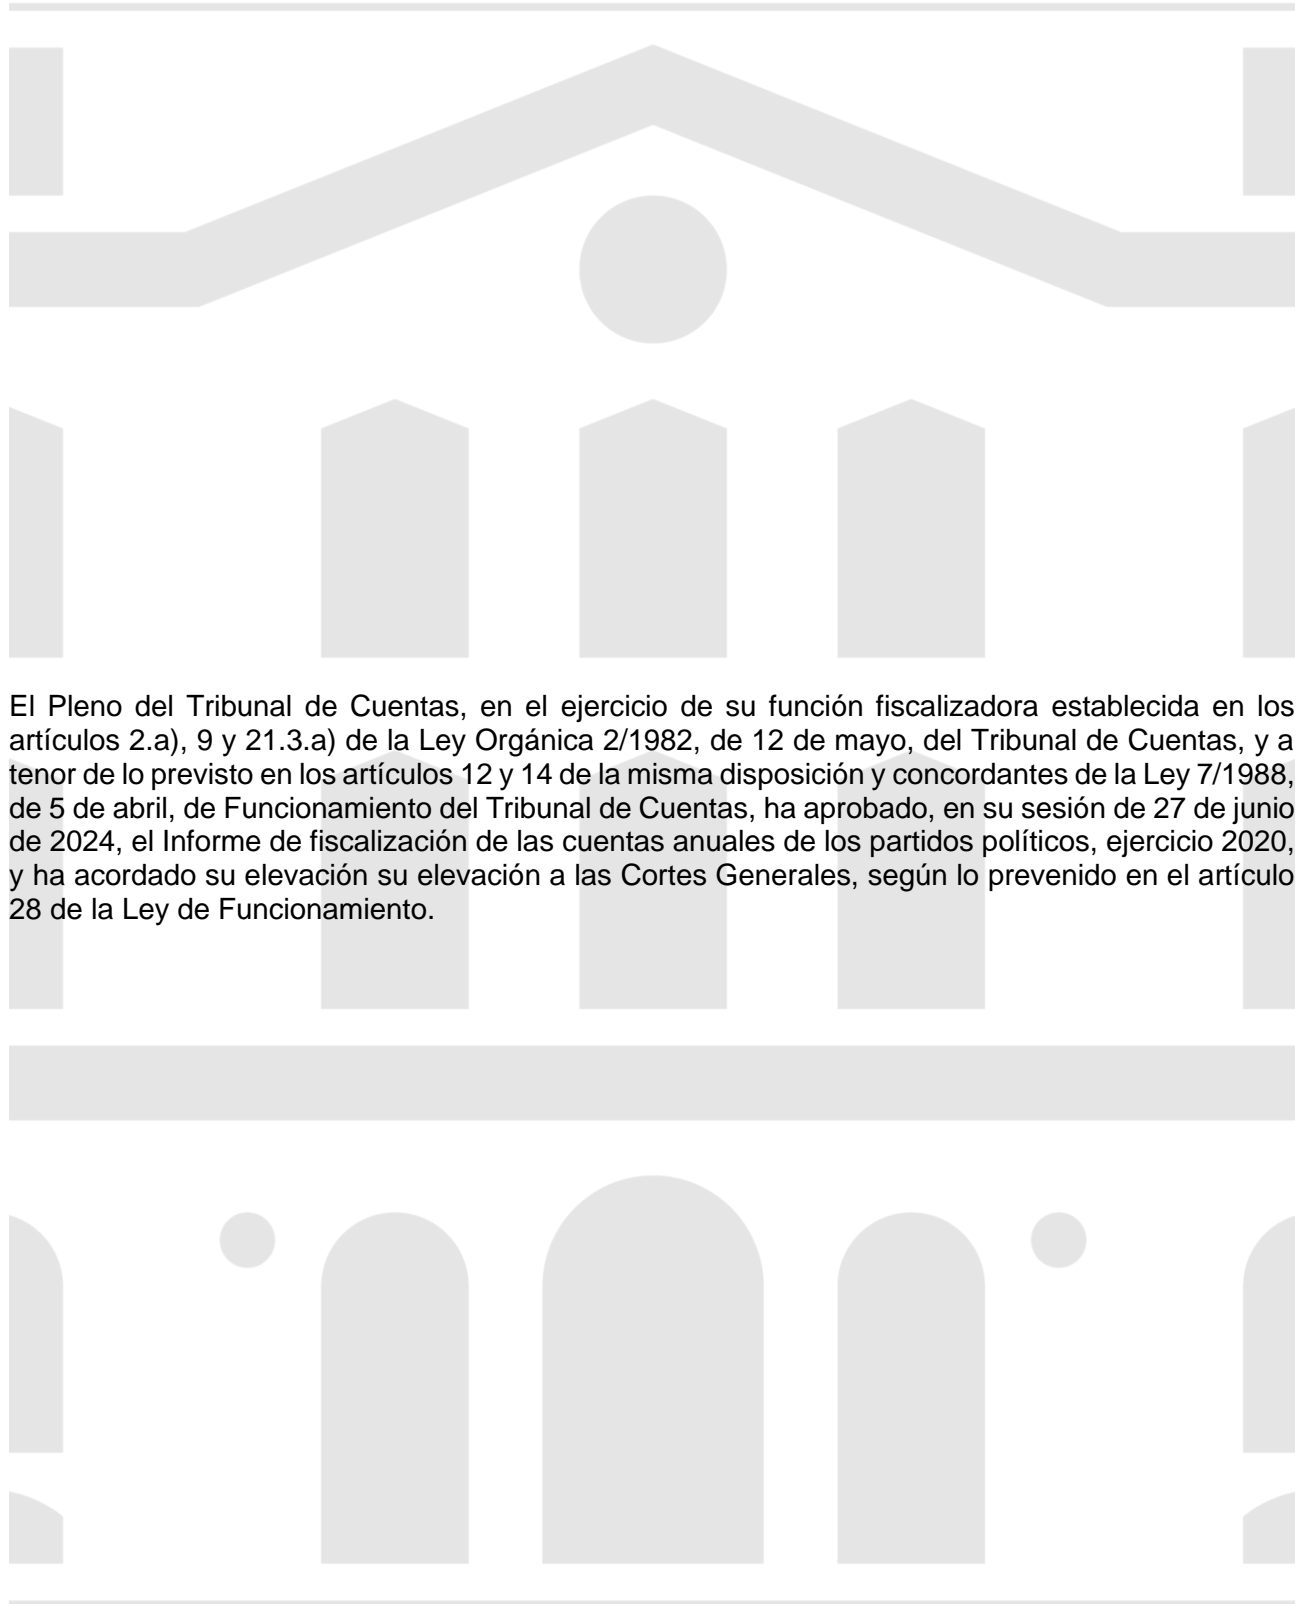 El Pleno del Tribunal de Cuentas, en el ejercicio de su función fiscalizadora establecida en los
artículos 2.a), 9 y 21.3.a) de la Ley Orgánica 2/1982, de 12 de mayo, del Tribunal de Cuentas, y a
tenor de lo previsto en los artículos 12 y 14 de la misma disposición y concordantes de la Ley 7/1988,
de 5 de abril, de Funcionamiento del Tribunal de Cuentas, ha aprobado, en su sesión de 27 de junio
de 2024, el Informe de fiscalización de las cuentas anuales de los partidos políticos, ejercicio 2020,
y ha acordado su elevación su elevación a las Cortes Generales, según lo prevenido en el artículo
28 de la Ley de Funcionamiento.